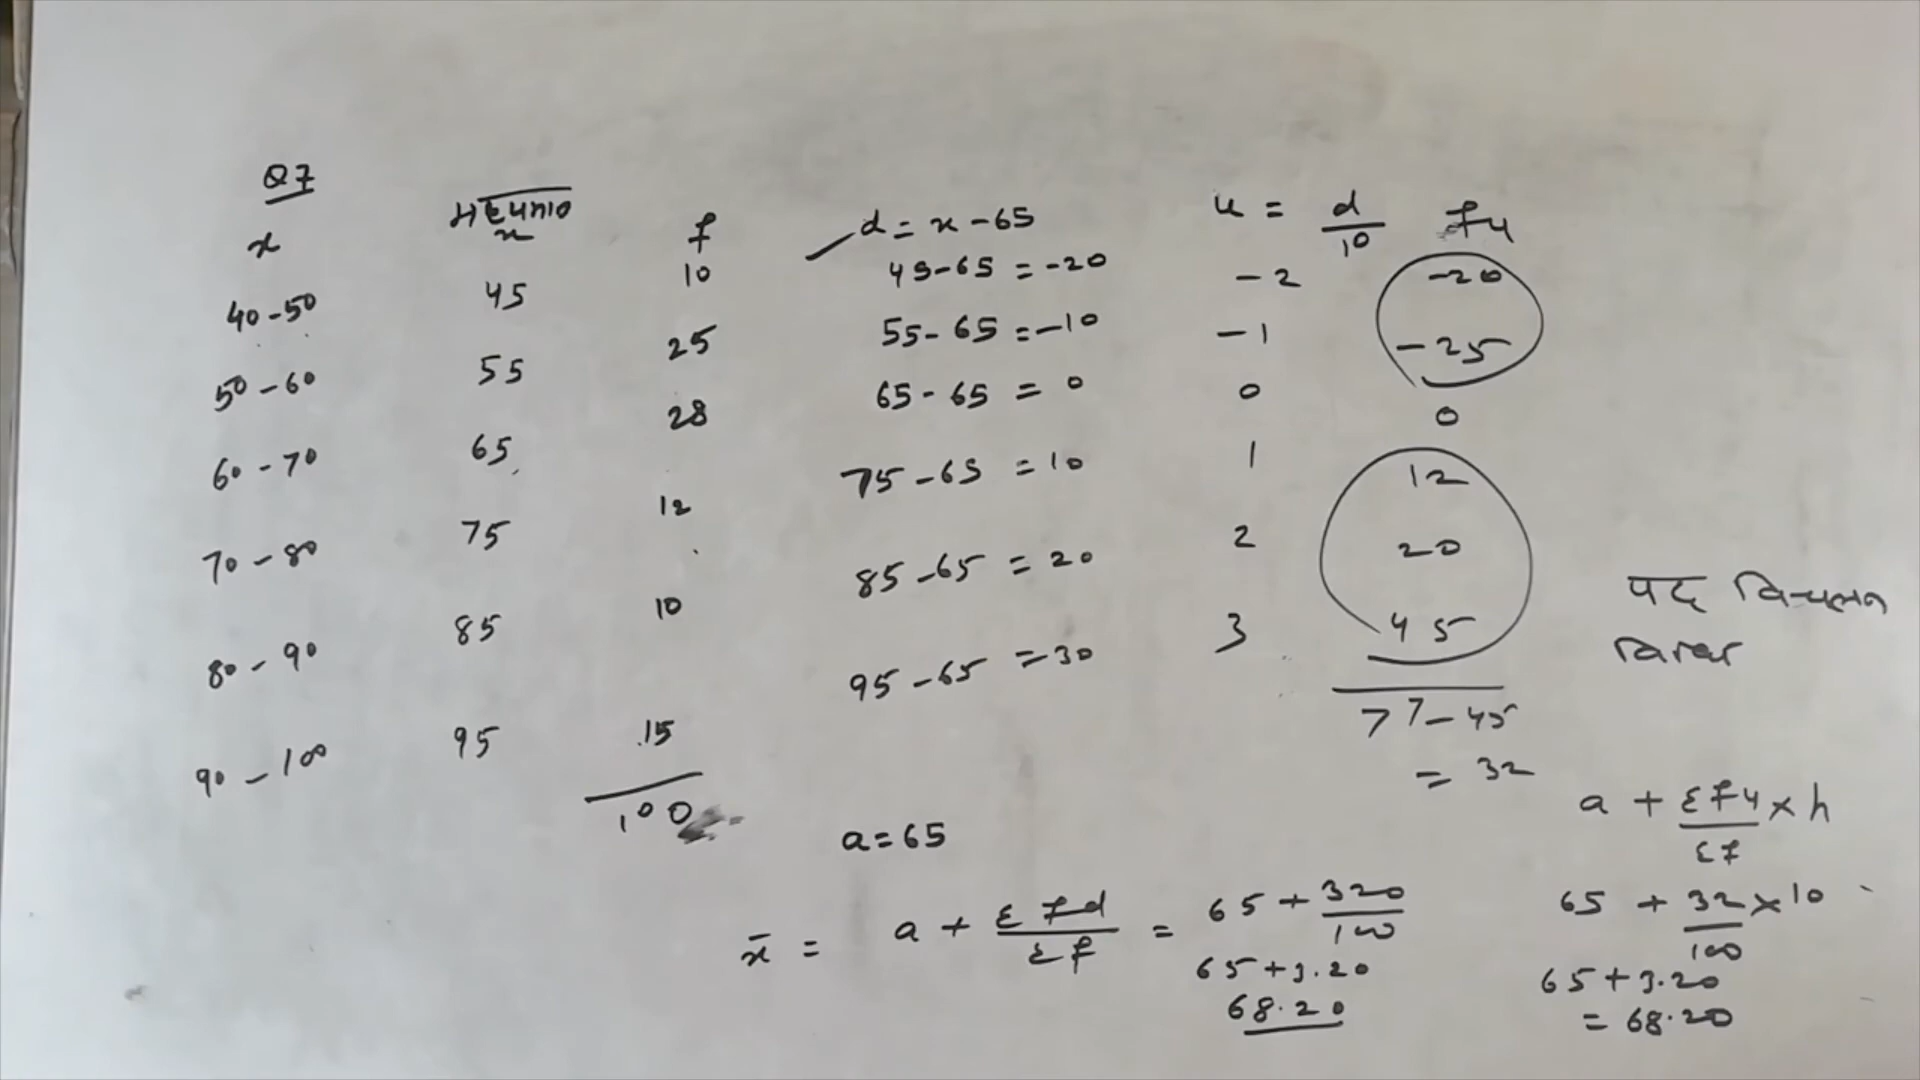 Q7
x मध्यमान x f d = x - 65 u = d/10 fu
40-50 45 10 45-65 = -20 -2 -20
50-60 55 25 55-65 = -10 -1 -25
60-70 65 28 65-65 = 0 0 0
70-80 75 12 75-65 = 10 1 12
80-90 85 10 85-65 = 20 2 20
90-100 95 15 95-65 = 30 3 45
100
77-45
= 32
पद विचलन
a = 65
x̄ = a + Σfd/Σf = 65 + 320/100
65 + 3.20
68.20
a + Σfu/Σf × h
65 + 32/100 × 10
65 + 3.20
= 68.20